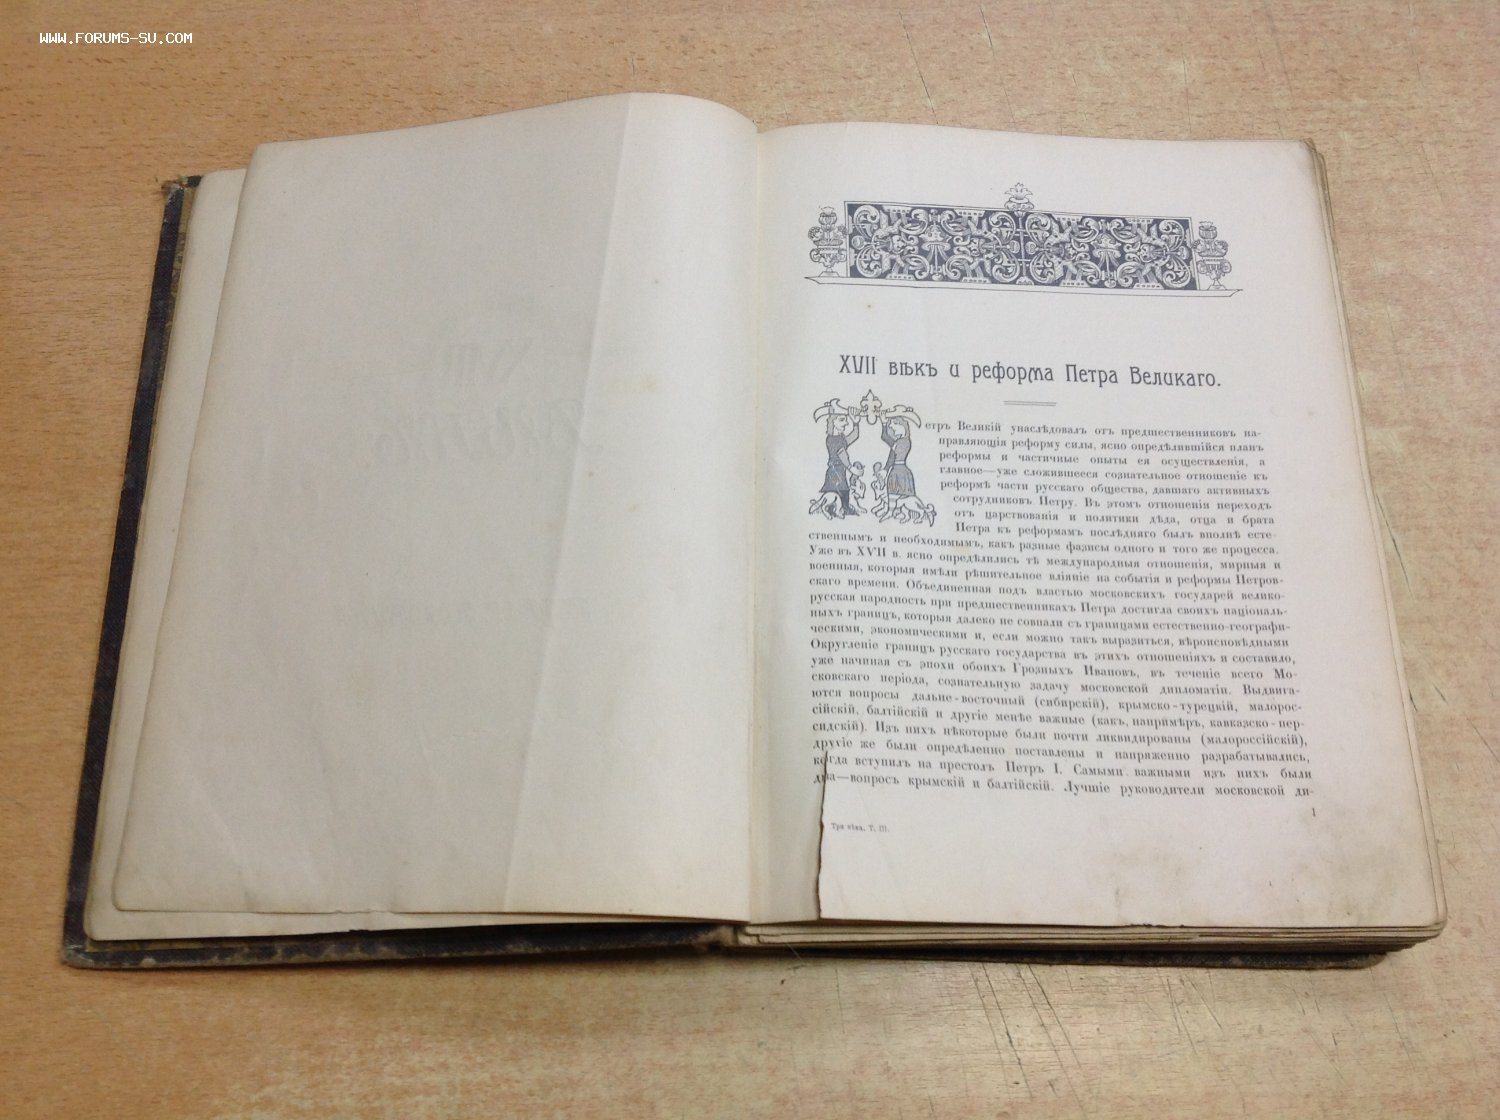 WWW.FORUMS-SU.COM
XVII вѣкъ и реформа Петра Великаго.
Петръ Великій унаслѣдовалъ отъ предшественниковъ на-
правляющія реформу силы, ясно опредѣлившійся планъ
реформы и частичные опыты ея осуществленія, а
главное—уже сложившееся сознательное отношеніе къ
реформѣ части русскаго общества, давшаго активныхъ
сотрудниковъ Петру. Въ этомъ отношенія переходъ
отъ царствованія и политики дѣда, отца и брата
Петра къ реформамъ послѣдняго былъ вполнѣ есте-
ственнымъ и необходимымъ, какъ разные фазисы одного и того же процесса.
Уже въ XVII в. ясно опредѣлились тѣ международныя отношенія, мирныя и
военныя, которыя имѣли рѣшительное вліяніе на событія и реформы Петров-
скаго времени. Объединенная подъ властью московскихъ государей велико-
русская народность при предшественникахъ Петра достигла своихъ національ-
ныхъ границъ, которыя далеко не совпали съ границами естественно-географи-
ческими, экономическими и, если можно такъ выразиться, вѣроисповѣдными
Округленіе границъ русскаго государства въ этихъ отношеніяхъ и составило,
уже начиная съ эпохи обоихъ Грозныхъ Ивановъ, въ теченіе всего Мо-
сковскаго періода, сознательную задачу московской дипломатіи. Выдвига-
ются вопросы дальне-восточный (сибирскій), крымско-турецкій, малорос-
сійскій, балтійскій и другіе менѣе важные (какъ, напримѣръ, кавказско-пер-
сидскій). Изъ нихъ нѣкоторые были почти ликвидированы (малороссійскій),
другіе же были опредѣленно поставлены и напряженно разрабатывались,
когда вступилъ на престолъ Петръ I. Самыми важными изъ нихъ были
два—вопросъ крымскій и балтійскій. Лучшіе руководители московской ди-
1
Три вѣка. Т. III.